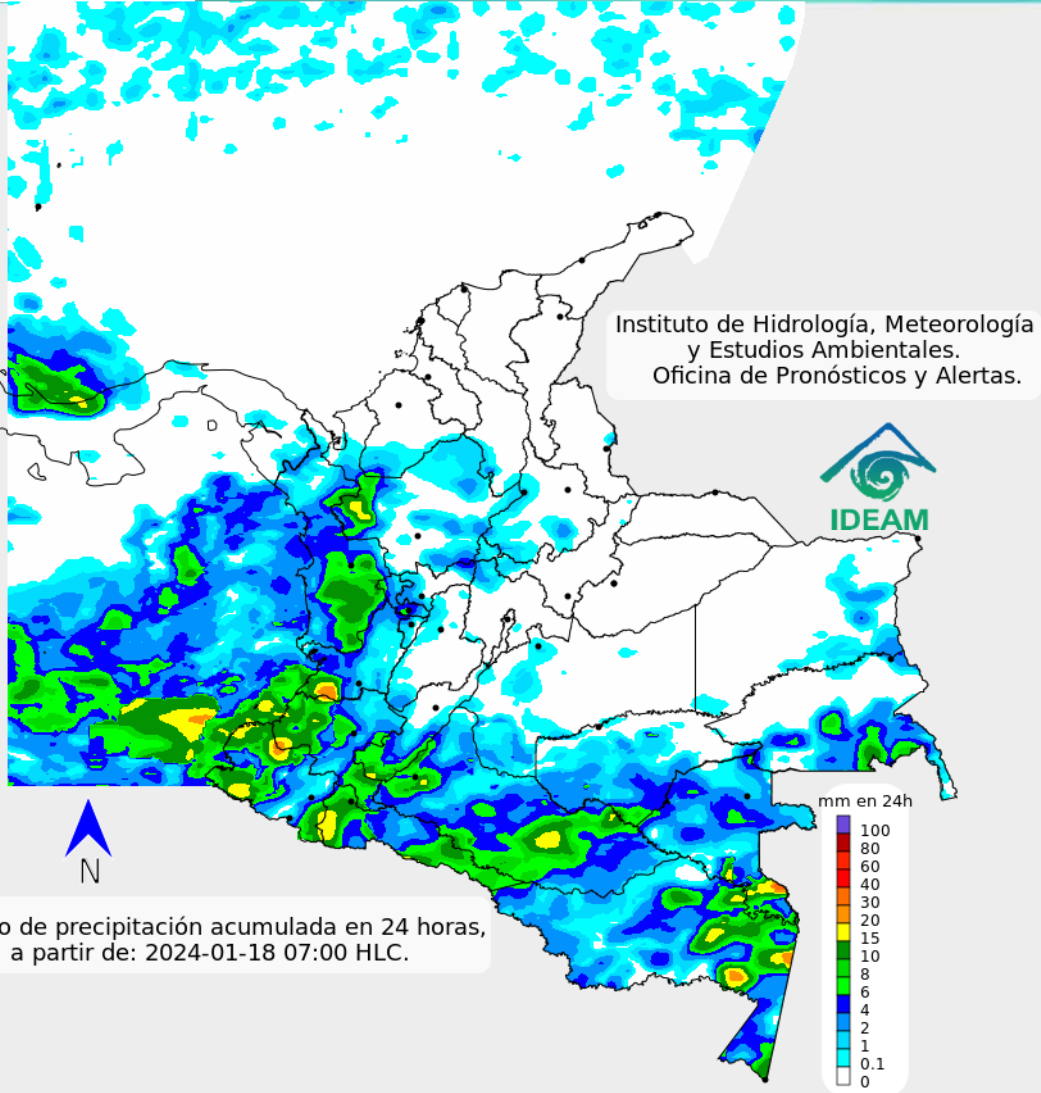 Instituto de Hidrología, Meteorología
y Estudios Ambientales.
Oficina de Pronósticos y Alertas.
IDEAM
mm en 24h
100
80
60
40
30
20
15
10
8
6
4
2
1
0.1
0
N
o de precipitación acumulada en 24 horas,
a partir de: 2024-01-18 07:00 HLC.